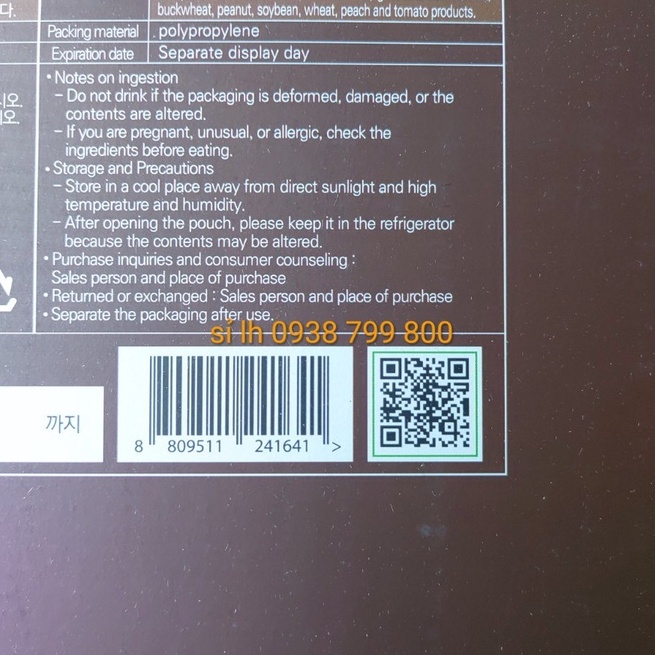 다.
buckwheat, peanut, soybean, wheat, peach and tomato products.
Packing material polypropylene
Expiration date Separate display day
• Notes on ingestion
– Do not drink if the packaging is deformed, damaged, or the
contents are altered.
– If you are pregnant, unusual, or allergic, check the
ingredients before eating.
• Storage and Precautions
– Store in a cool place away from direct sunlight and high
temperature and humidity.
– After opening the pouch, please keep it in the refrigerator
because the contents may be altered.
• Purchase inquiries and consumer counseling :
Sales person and place of purchase
• Returned or exchanged : Sales person and place of purchase
• Separate the packaging after use.
sỉ lh 0938 799 800
까지
8 809511 241641 >